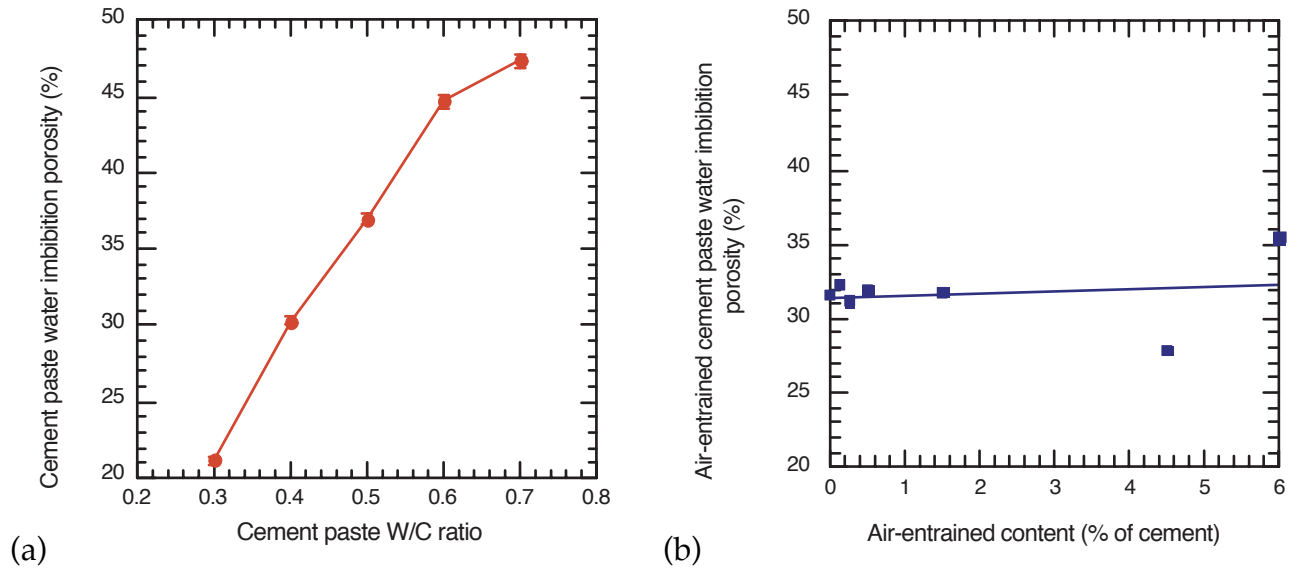 50
45
40
35
30
25
20
0.2 0.3 0.4 0.5 0.6 0.7 0.8
Cement paste water imbibition porosity (%)
Cement paste W/C ratio
(a)
50
45
40
35
30
25
20
0 1 2 3 4 5 6
Air-entrained cement paste water imbibition
porosity (%)
Air-entrained content (% of cement)
(b)